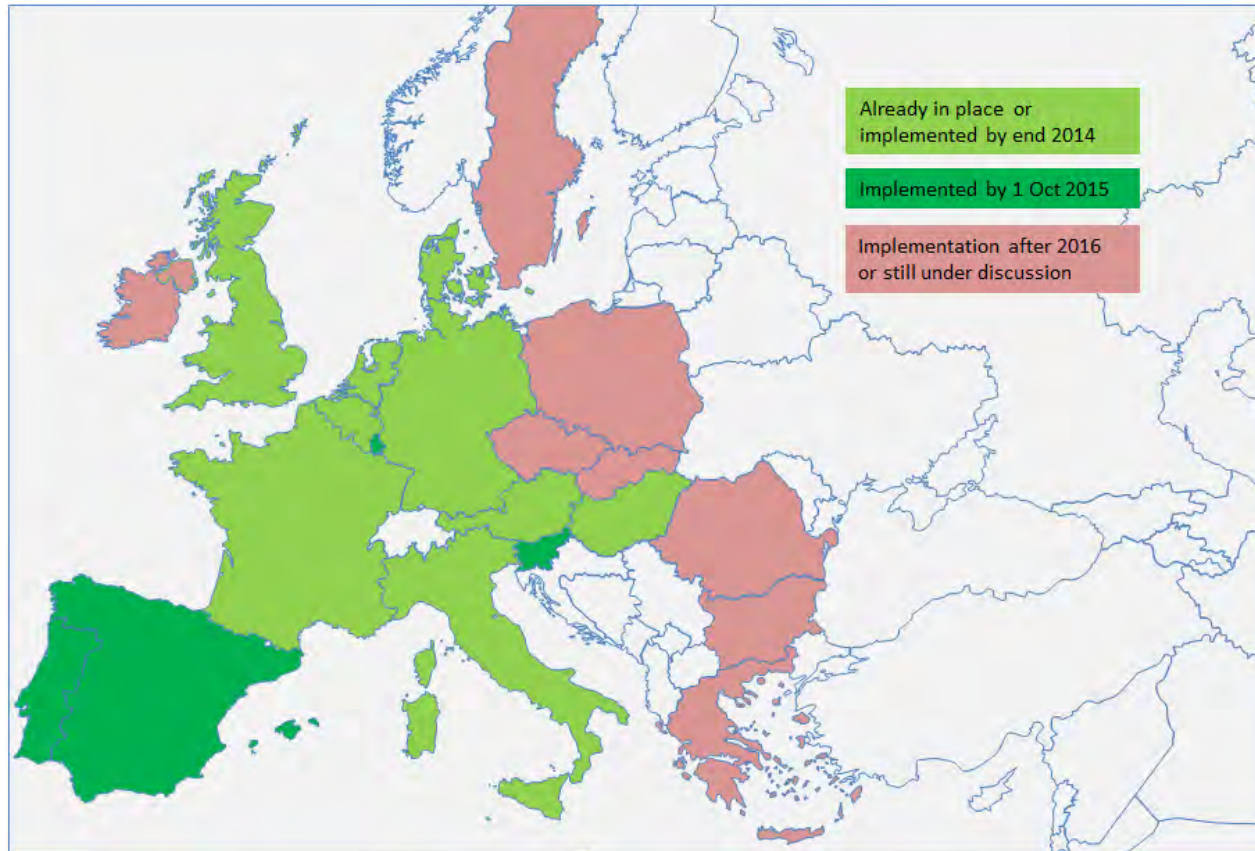 Already in place or
implemented by end 2014
Implemented by 1 Oct 2015
Implementation after 2016
or still under discussion